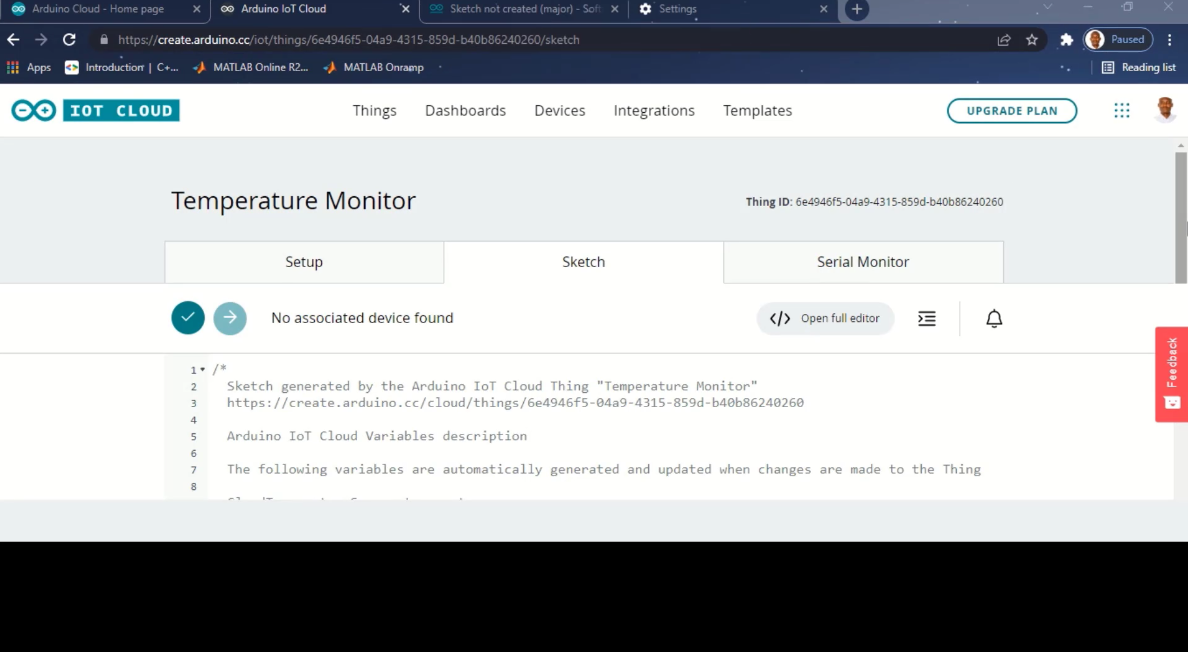 Arduino Cloud - Home page
Arduino IoT Cloud
Sketch not created (major) - Soft
Settings
https://create.arduino.cc/iot/things/6e4946f5-04a9-4315-859d-b40b86240260/sketch
Paused
Apps
Introduction | C+...
MATLAB Online R2...
MATLAB Onramp
Reading list
IOT CLOUD
Things
Dashboards
Devices
Integrations
Templates
UPGRADE PLAN
Temperature Monitor
Thing ID: 6e4946f5-04a9-4315-859d-b40b86240260
Setup
Sketch
Serial Monitor
No associated device found
</> Open full editor
Feedback
1 /*
2 Sketch generated by the Arduino IoT Cloud Thing "Temperature Monitor"
3 https://create.arduino.cc/cloud/things/6e4946f5-04a9-4315-859d-b40b86240260
4
5 Arduino IoT Cloud Variables description
6
7 The following variables are automatically generated and updated when changes are made to the Thing
8